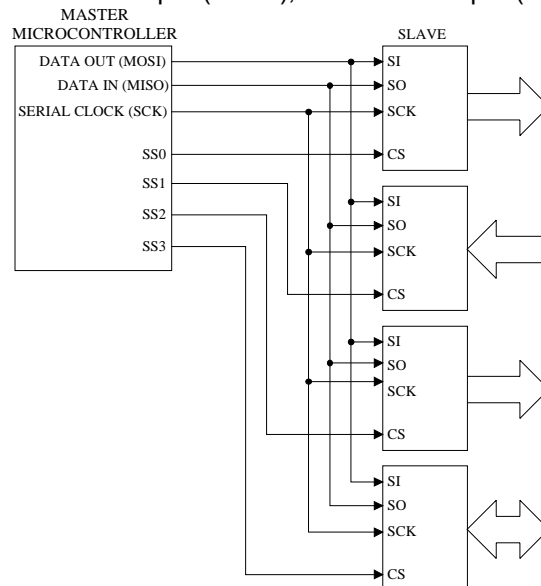 MASTER
MICROCONTROLLER
SLAVE
DATA OUT (MOSI)
DATA IN (MISO)
SERIAL CLOCK (SCK)
SS0
SS1
SS2
SS3
SI
SO
SCK
CS
SI
SO
SCK
CS
SI
SO
SCK
CS
SI
SO
SCK
CS